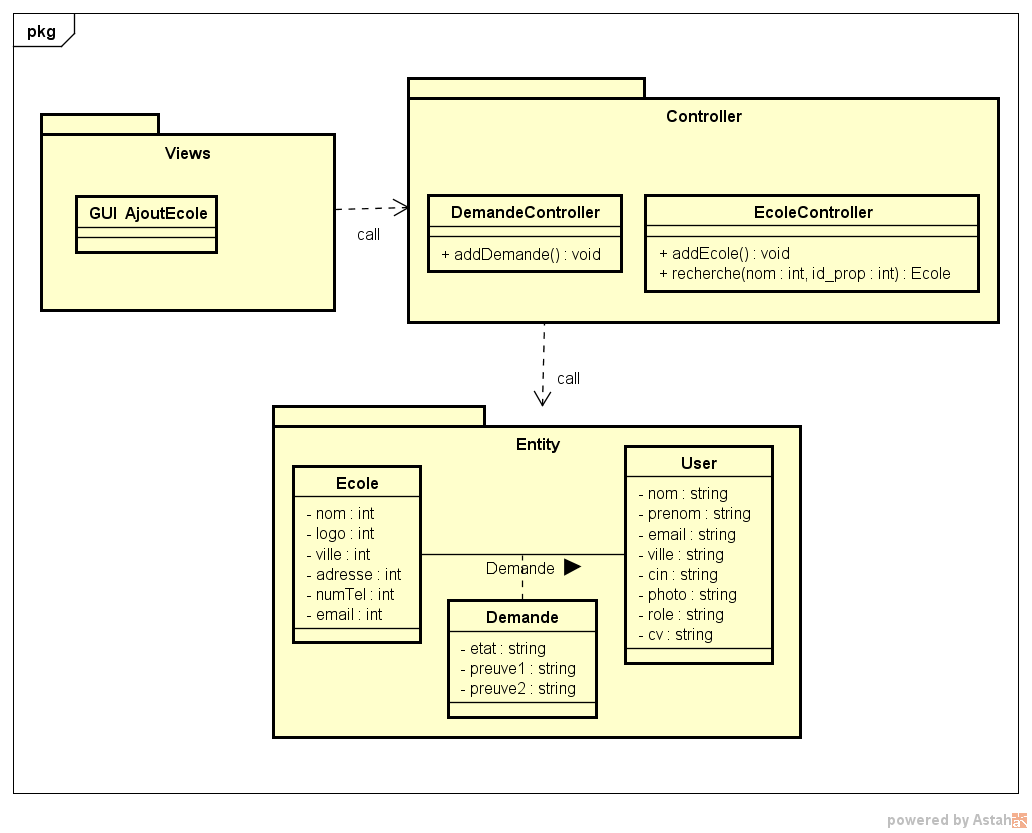 pkg
Views
GUI AjoutEcole
call
Controller
DemandeController
+ addDemande() : void
EcoleController
+ addEcole() : void
+ recherche(nom : int, id_prop : int) : Ecole
call
Entity
Ecole
- nom : int
- logo : int
- ville : int
- adresse : int
- numTel : int
- email : int
Demande
Demande
- etat : string
- preuve1 : string
- preuve2 : string
User
- nom : string
- prenom : string
- email : string
- ville : string
- cin : string
- photo : string
- role : string
- cv : string
powered by Astah